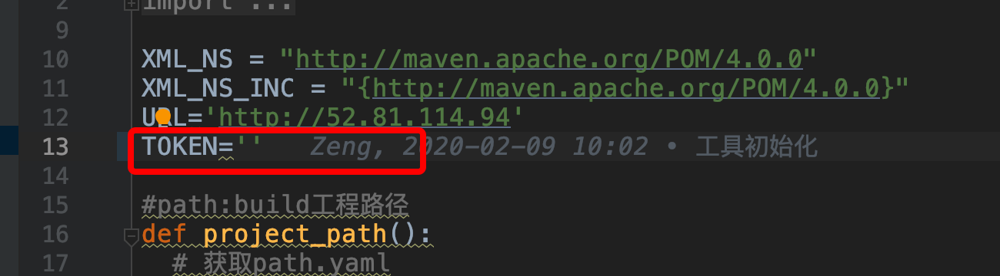 2 import ...
9
10 XML_NS = "http://maven.apache.org/POM/4.0.0"
11 XML_NS_INC = "{http://maven.apache.org/POM/4.0.0}"
12 URL='http://52.81.114.94'
13 TOKEN='' Zeng, 2020-02-09 10:02 • 工具初始化
14
15 #path:build工程路径
16 def project_path():
17 # 获取path.yaml